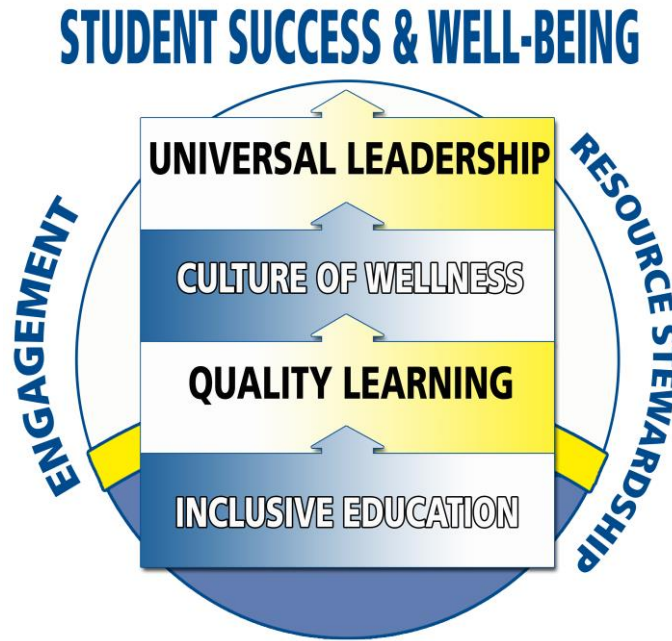 STUDENT SUCCESS & WELL-BEING
UNIVERSAL LEADERSHIP
CULTURE OF WELLNESS
QUALITY LEARNING
INCLUSIVE EDUCATION
ENGAGEMENT
RESOURCE STEWARDSHIP